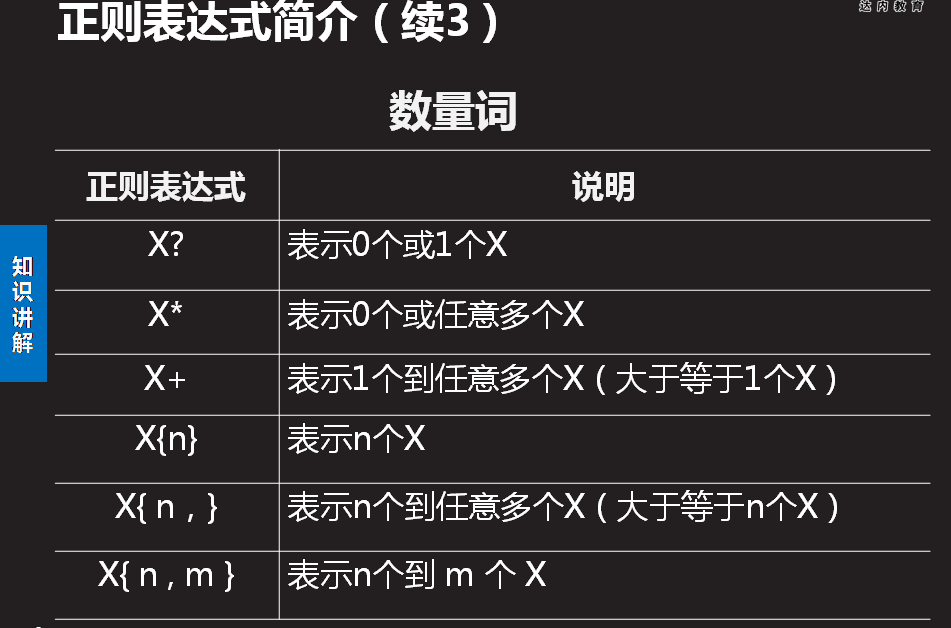 正则表达式简介（续3）
达内教育
数量词
正则表达式 说明
X? 表示0个或1个X
X* 表示0个或任意多个X
X+ 表示1个到任意多个X（大于等于1个X）
X{n} 表示n个X
X{ n , } 表示n个到任意多个X（大于等于n个X）
X{ n , m } 表示n个到 m 个 X
知识讲解